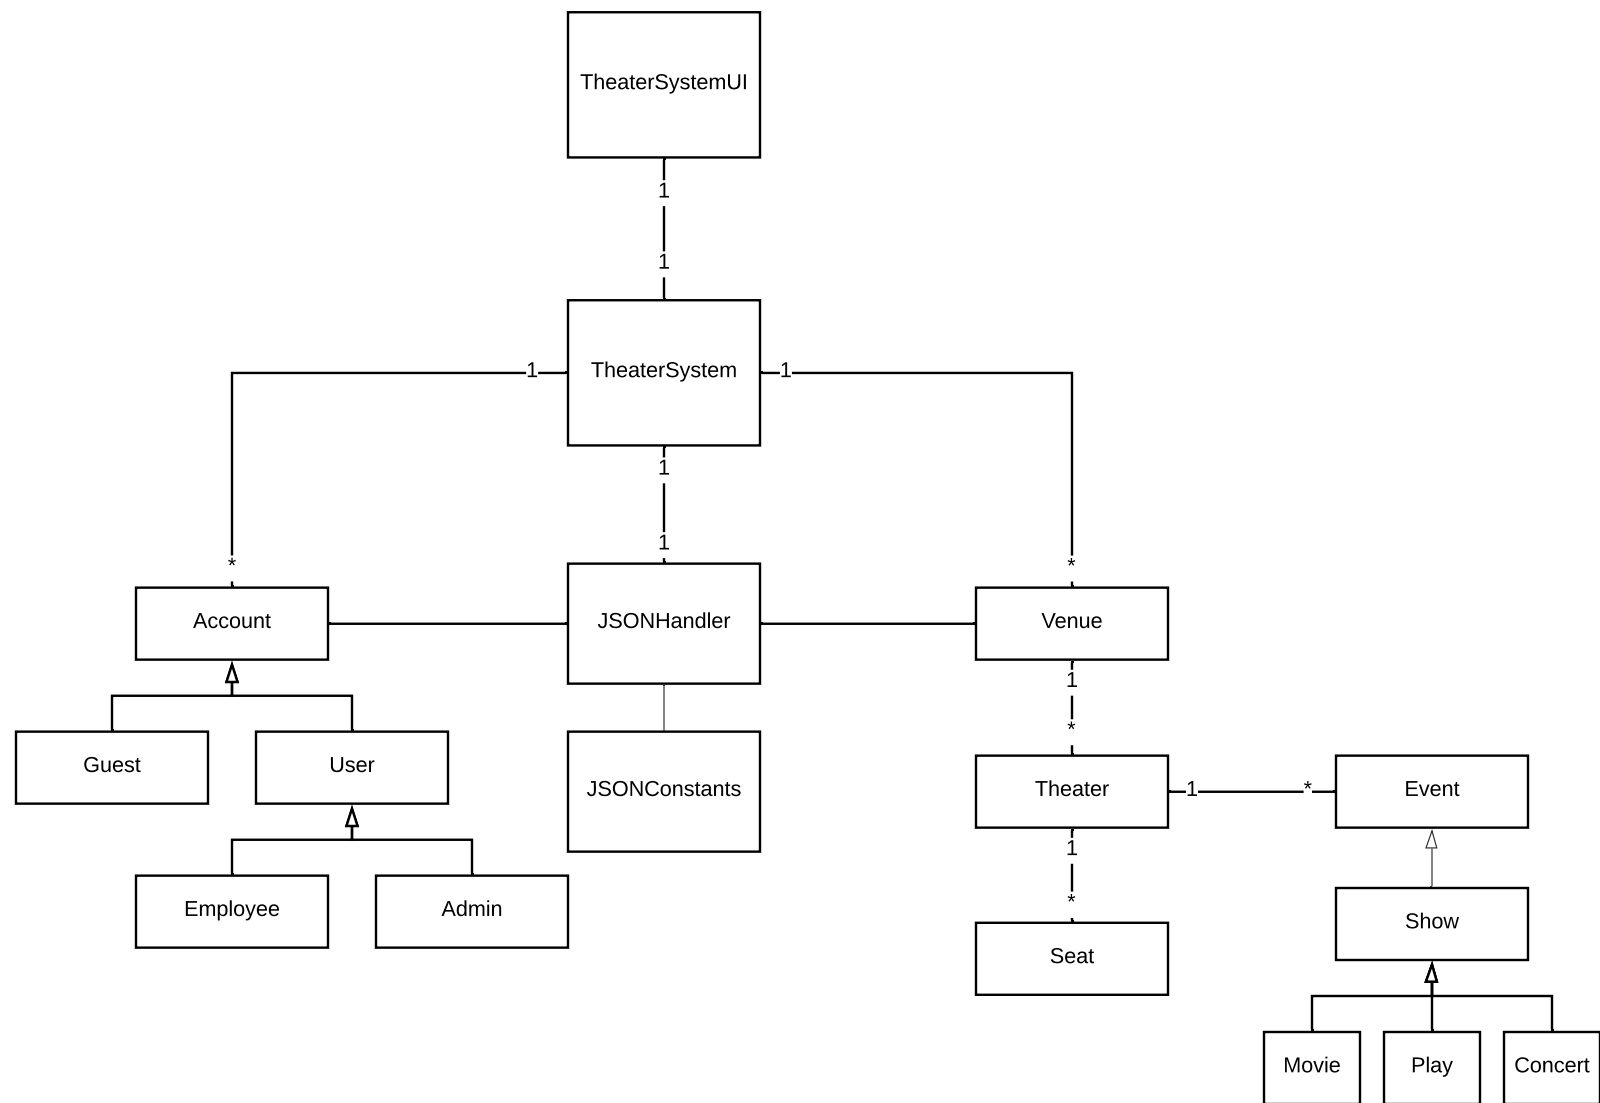 TheaterSystemUI
1
1
TheaterSystem
1
1
1
*
1
*
Account
JSONHandler
Venue
1
*
Guest
User
JSONConstants
Theater
1
*
Event
1
*
Employee
Admin
Seat
Show
Movie
Play
Concert